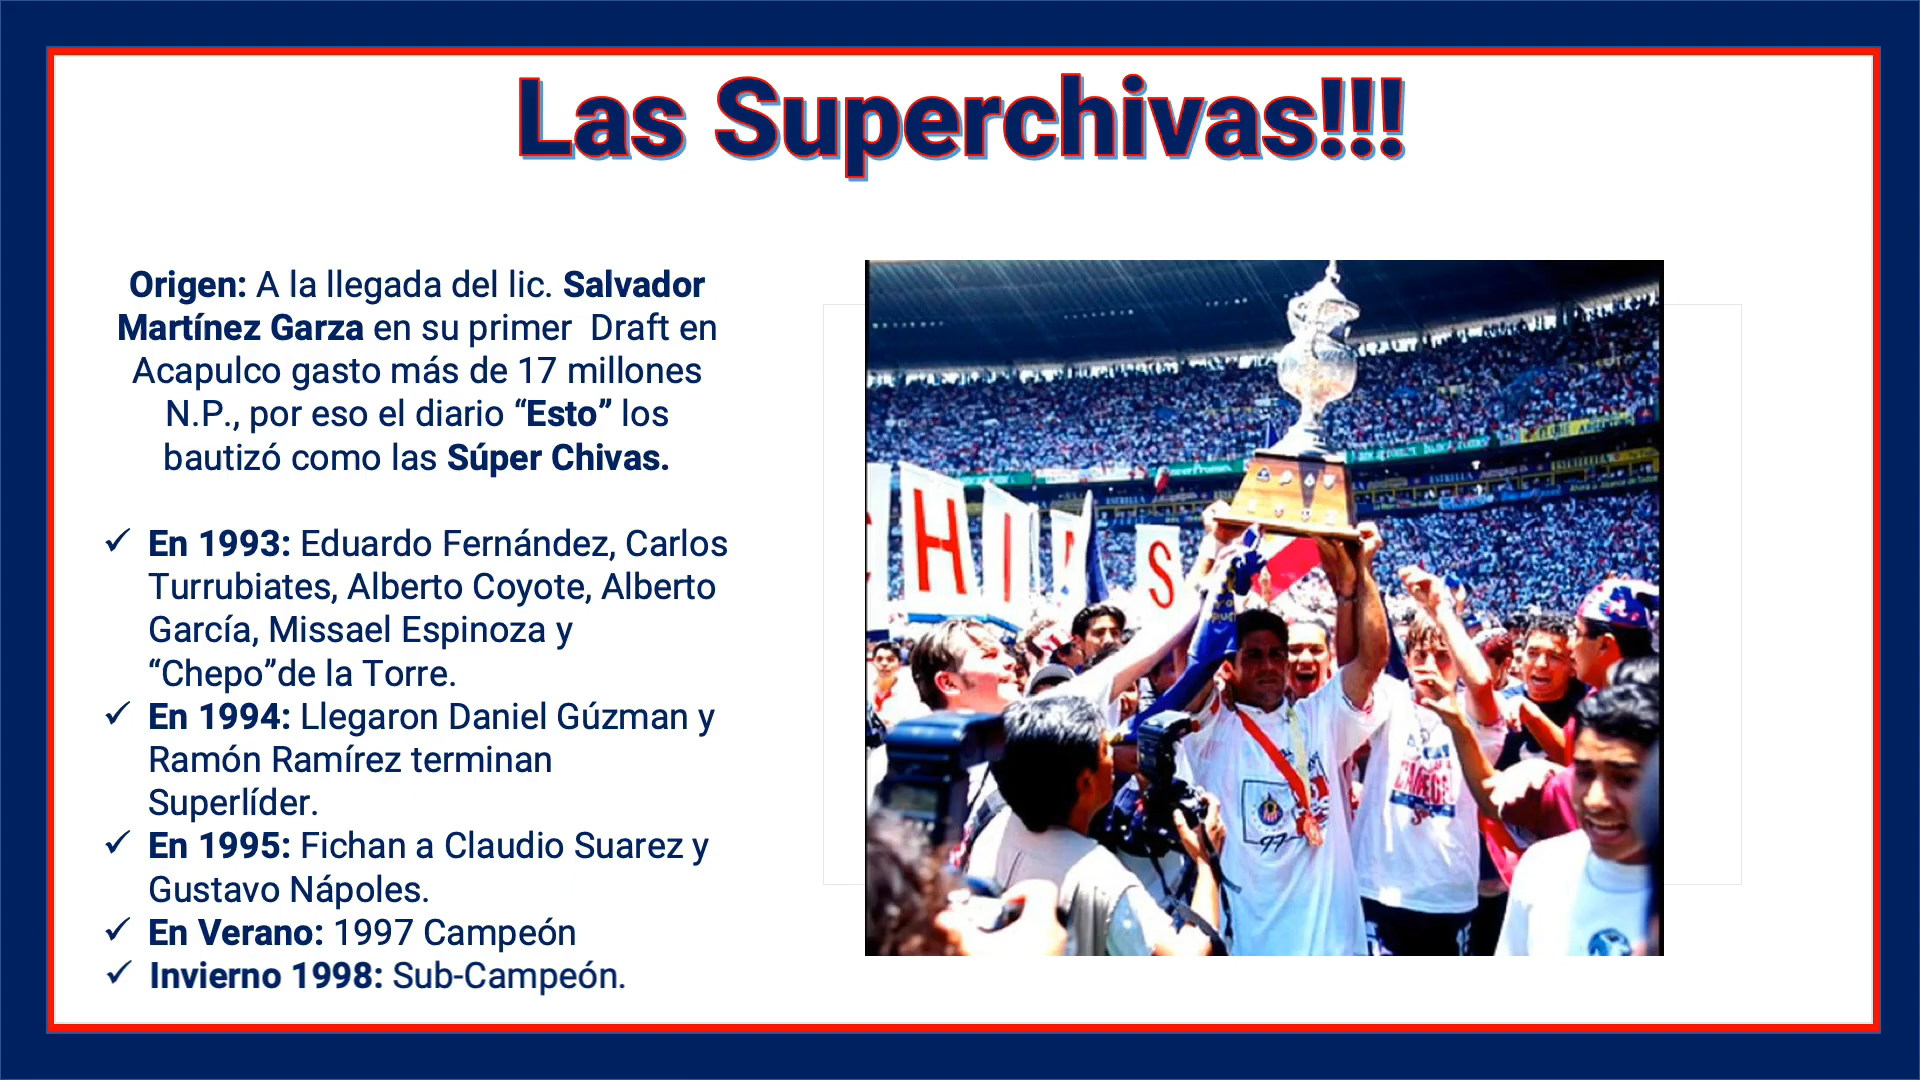 Las Superchivas!!!
Origen: A la llegada del lic. Salvador
Martínez Garza en su primer Draft en
Acapulco gasto más de 17 millones
N.P., por eso el diario “Esto” los
bautizó como las Súper Chivas.
✓ En 1993: Eduardo Fernández, Carlos
Turrubiates, Alberto Coyote, Alberto
García, Missael Espinoza y
“Chepo”de la Torre.
✓ En 1994: Llegaron Daniel Gúzman y
Ramón Ramírez terminan
Superlíder.
✓ En 1995: Fichan a Claudio Suarez y
Gustavo Nápoles.
✓ En Verano: 1997 Campeón
✓ Invierno 1998: Sub-Campeón.
H I
S
97